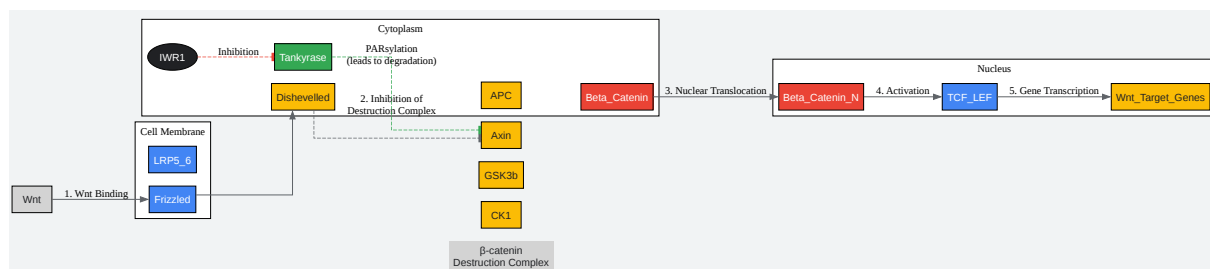 Cytoplasm
IWR1
Inhibition
Tankyrase
PARsylation
(leads to degradation)
Dishevelled
2. Inhibition of
Destruction Complex
APC
Beta_Catenin
3. Nuclear Translocation
Nucleus
Beta_Catenin_N
4. Activation
TCF_LEF
5. Gene Transcription
Wnt_Target_Genes
Cell Membrane
LRP5_6
Axin
Wnt
1. Wnt Binding
Frizzled
GSK3b
CK1
β-catenin
Destruction Complex